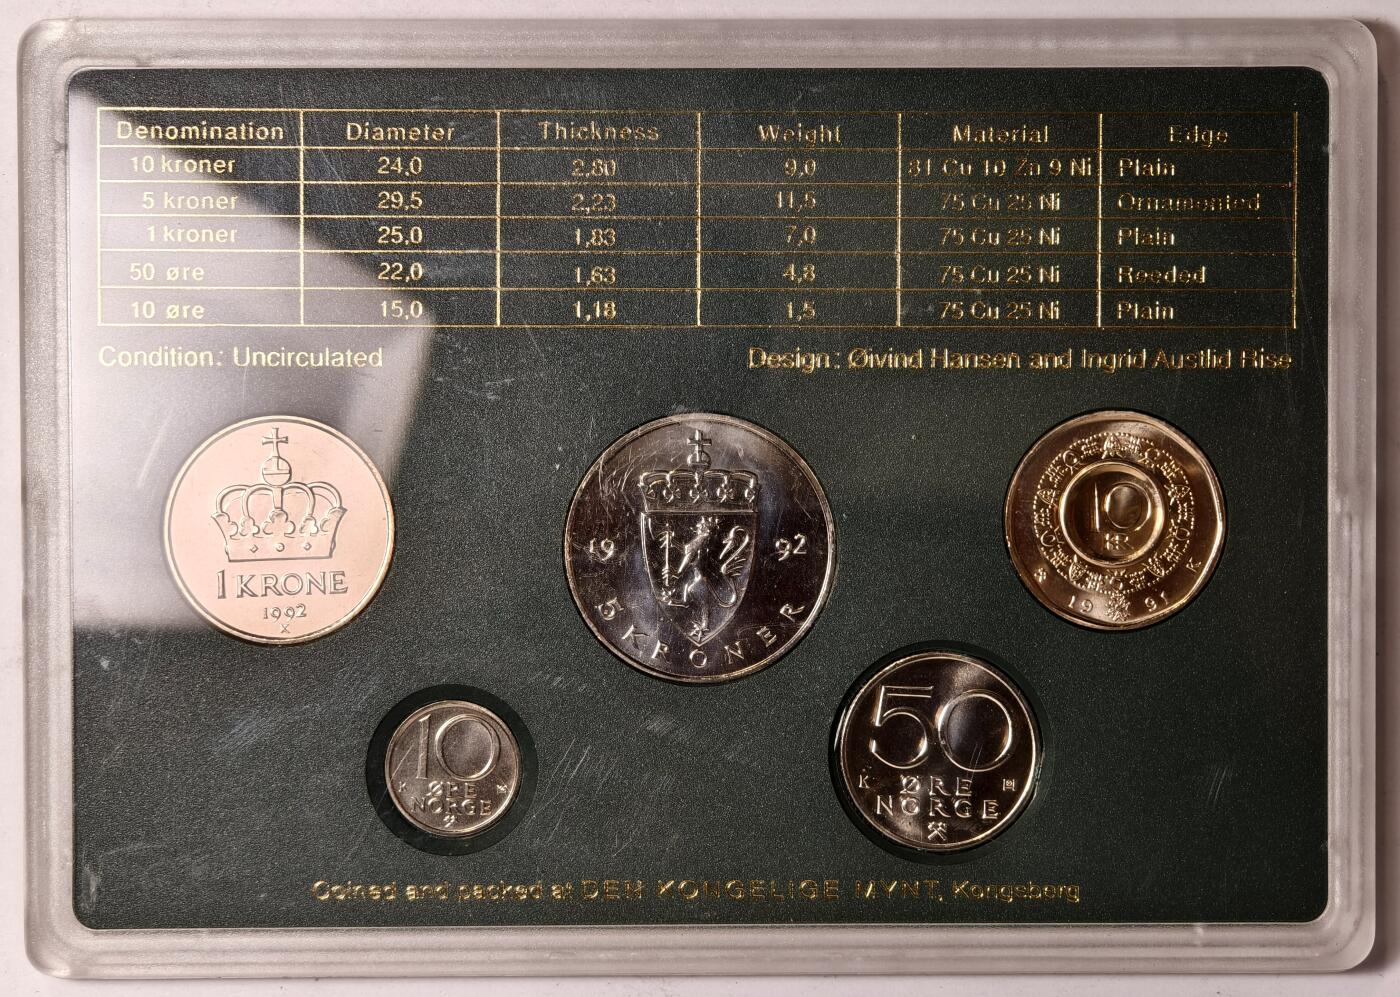 Denomination Diameter Thickness Weight Material Edge
10 kroner 24,0 2,80 9,0 81 Cu 10 Zn 9 Ni Plain
5 kroner 29,5 2,23 11,5 75 Cu 25 Ni Ornamented
1 kroner 25,0 1,83 7,0 75 Cu 25 Ni Plain
50 øre 22,0 1,63 4,8 75 Cu 25 Ni Reeded
10 øre 15,0 1,18 1,5 75 Cu 25 Ni Plain
Condition: Uncirculated
Design: Øivind Hansen and Ingrid Austlid Rise
1 KRONE
1992
19 92
5 KRONER
10
KR
19 91 K
10
K ØRE
NORGE
50
K ØRE
NORGE
Coined and packed at DEN KONGELIGE MYNT, Kongsberg